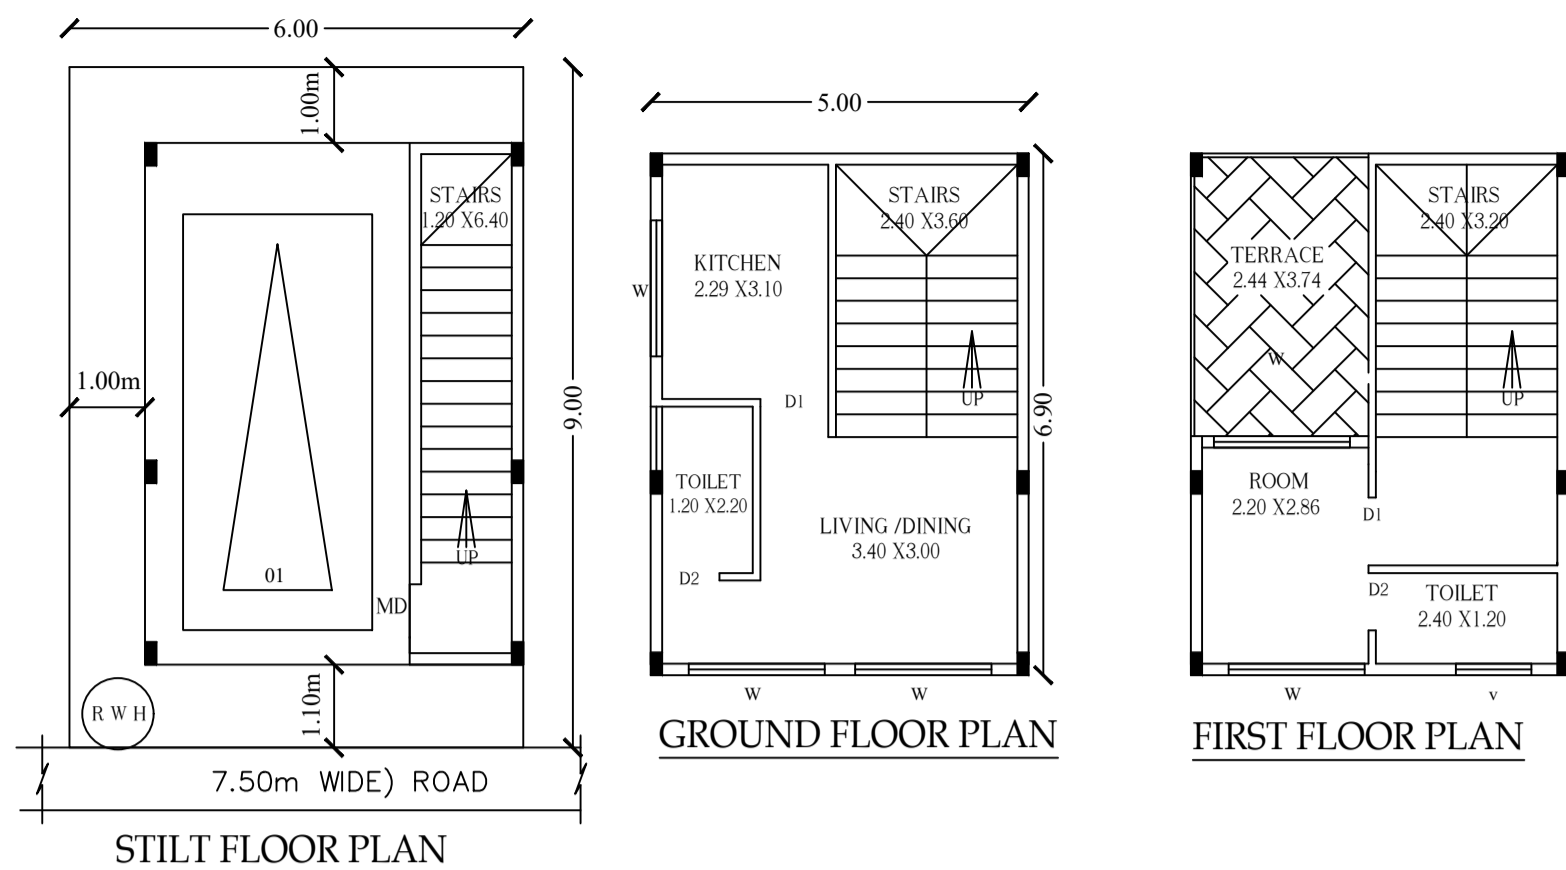 6.00
1.00m
STAIRS
1.20 X6.40
1.00m
9.00
01
UP
MD
1.10m
R W H
7.50m WIDE) ROAD
STILT FLOOR PLAN
5.00
STAIRS
2.40 X3.60
KITCHEN
2.29 X3.10
W
D1
UP
6.90
TOILET
1.20 X2.20
LIVING /DINING
3.40 X3.00
D2
W
W
GROUND FLOOR PLAN
STAIRS
2.40 X3.20
TERRACE
2.44 X3.74
W
UP
ROOM
2.20 X2.86
D1
D2
TOILET
2.40 X1.20
W
v
FIRST FLOOR PLAN